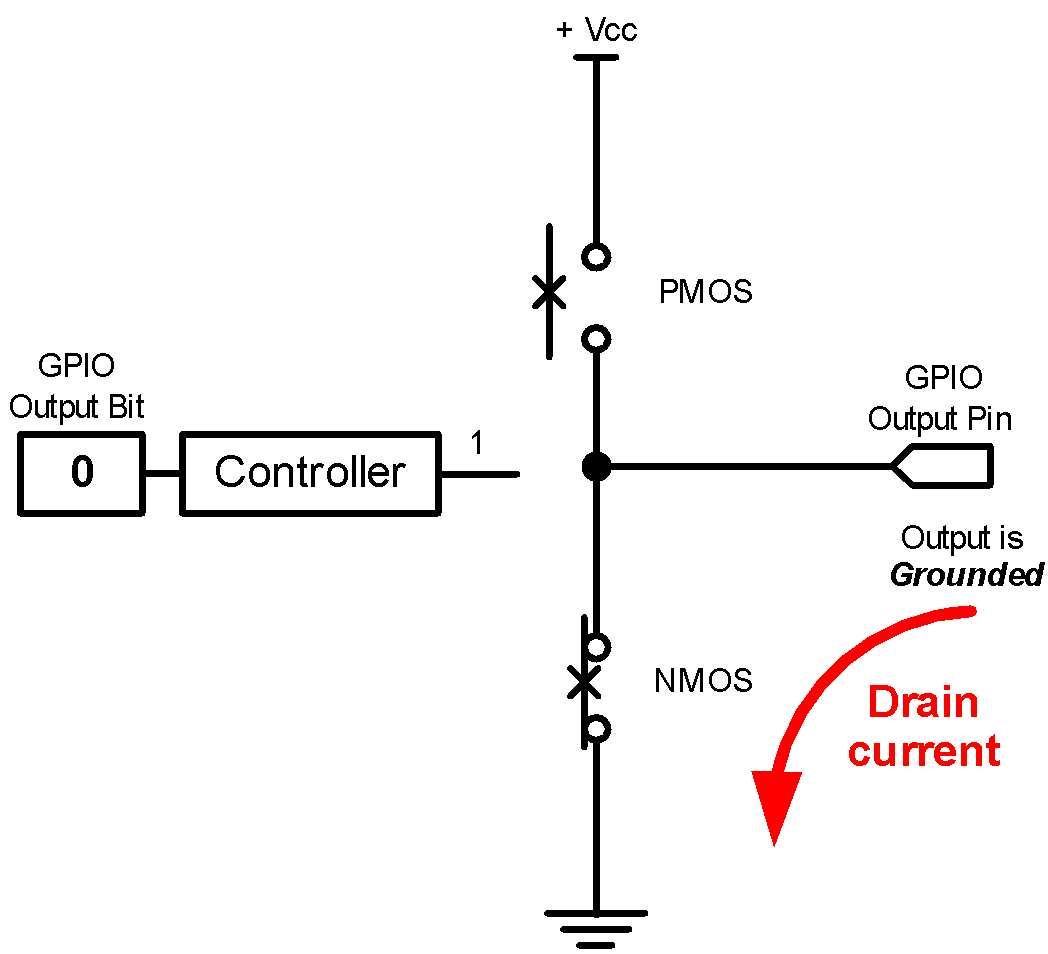 + Vcc
PMOS
GPIO
Output Bit
0
Controller
1
GPIO
Output Pin
Output is
Grounded
NMOS
Drain
current